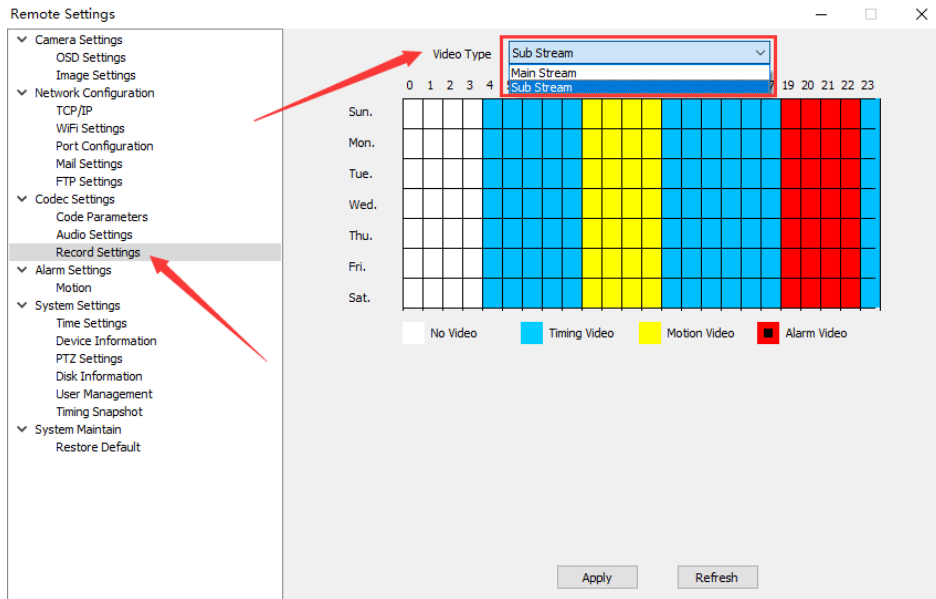 Remote Settings
Camera Settings
OSD Settings
Image Settings
Network Configuration
TCP/IP
WiFi Settings
Port Configuration
Mail Settings
FTP Settings
Codec Settings
Code Parameters
Audio Settings
Record Settings
Alarm Settings
Motion
System Settings
Time Settings
Device Information
PTZ Settings
Disk Information
User Management
Timing Snapshot
System Maintain
Restore Default
Video Type
Sub Stream
Main Stream
Sub Stream
0 1 2 3 4 19 20 21 22 23
Sun.
Mon.
Tue.
Wed.
Thu.
Fri.
Sat.
No Video Timing Video Motion Video Alarm Video
Apply Refresh